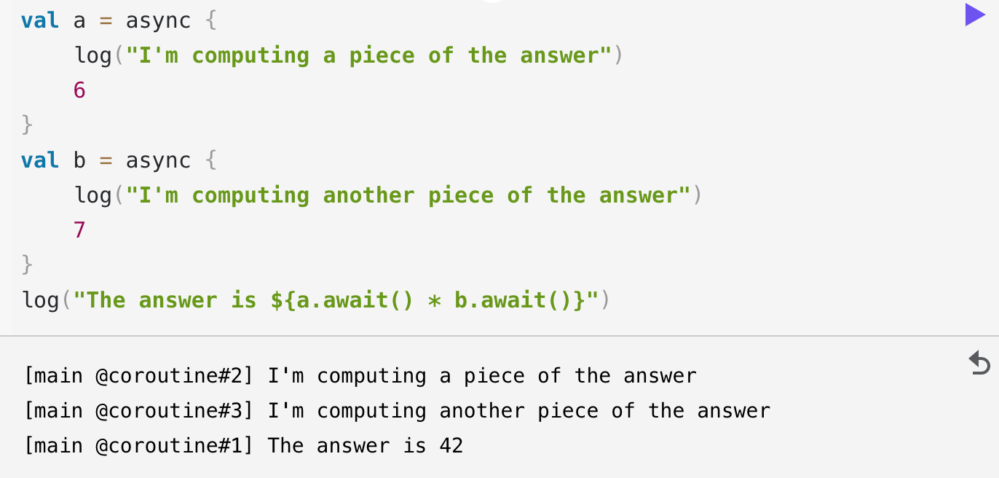 val a = async {
    log("I'm computing a piece of the answer")
    6
}
val b = async {
    log("I'm computing another piece of the answer")
    7
}
log("The answer is ${a.await() * b.await()}")
[main @coroutine#2] I'm computing a piece of the answer
[main @coroutine#3] I'm computing another piece of the answer
[main @coroutine#1] The answer is 42